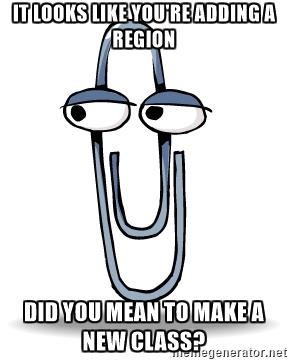 IT LOOKS LIKE YOU'RE ADDING A
REGION
DID YOU MEAN TO MAKE A
NEW CLASS?
memegenerator.net